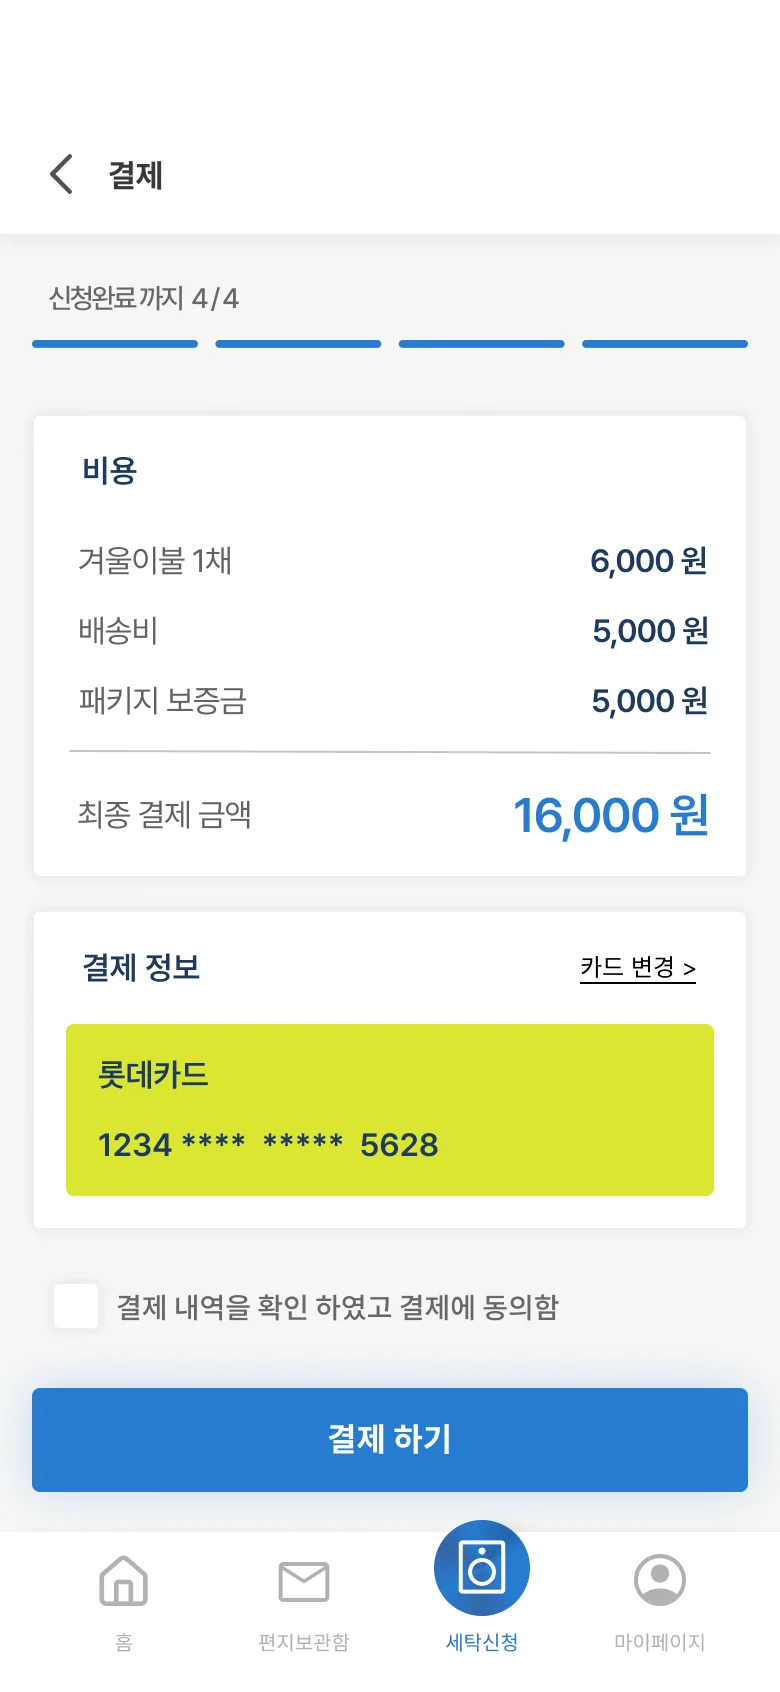 결제
신청완료 까지 4/4
비용
겨울이불 1채 6,000 원
배송비 5,000 원
패키지 보증금 5,000 원
최종 결제 금액 16,000 원
결제 정보 카드 변경 >
롯데카드
1234 **** ***** 5628
결제 내역을 확인 하였고 결제에 동의함
결제 하기
홈 편지보관함 세탁신청 마이페이지